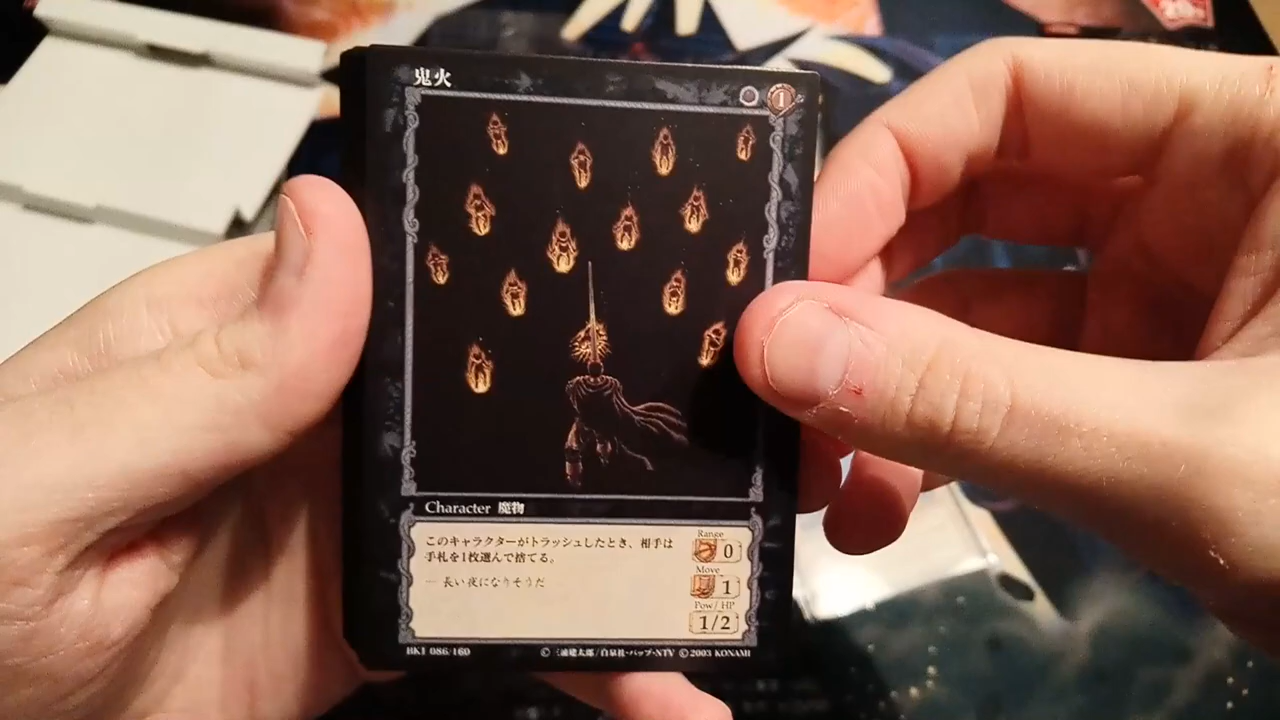 鬼火
1
Character 魔物
このキャラクターがトラッシュしたとき、相手は
手札を1枚選んで捨てる。
— 長い夜になりそうだ
Range
0
Move
1
Pow/HP
1/2
BK1 086/160
© 三浦建太郎/白泉社・バップ・NTV © 2003 KONAMI